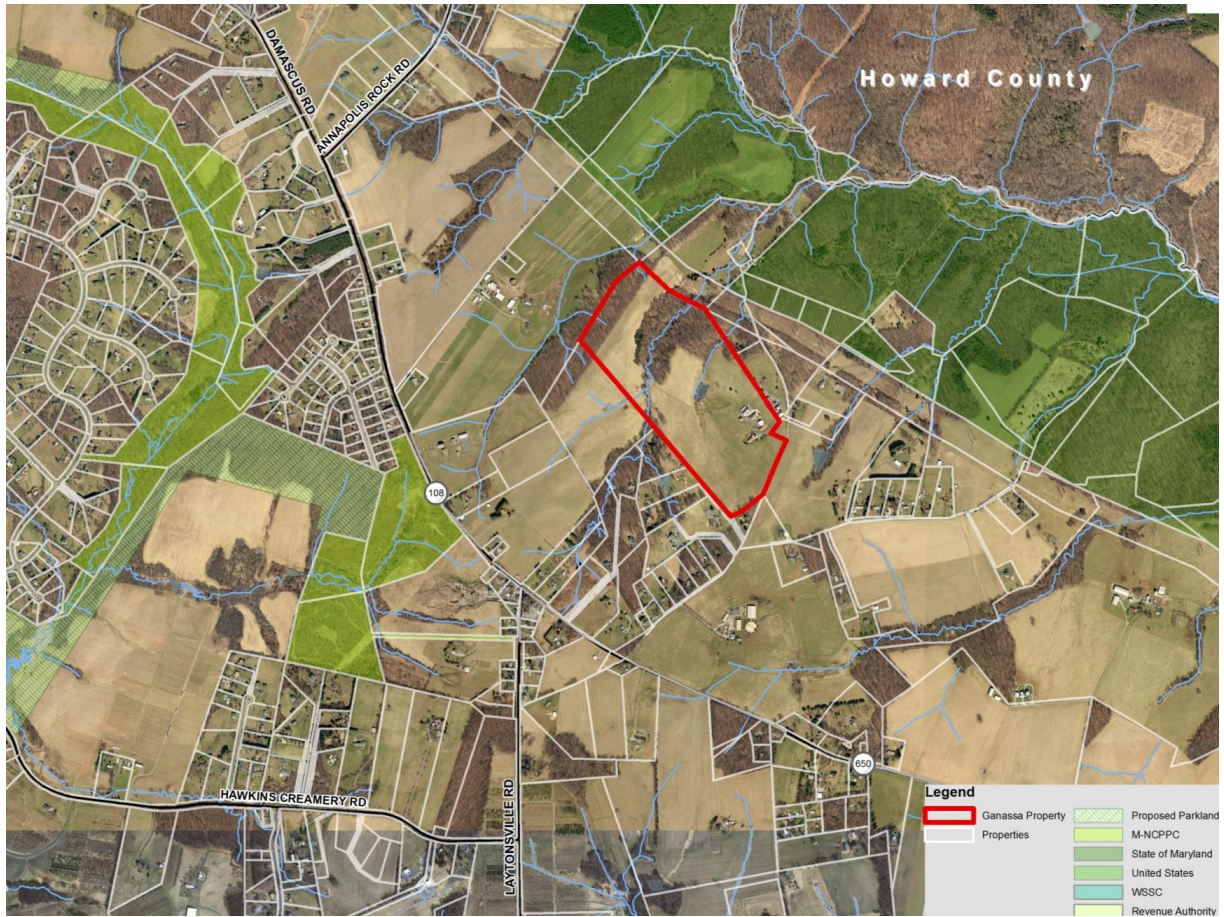 Howard County
DAMASCUS RD
ANNAPOLIS ROCK RD
108
650
HAWKINS CREAMERY RD
LAYTONSVILLE RD
Legend
Ganassa Property
Properties
Proposed Parkland
M-NCPPC
State of Maryland
United States
WSSC
Revenue Authority